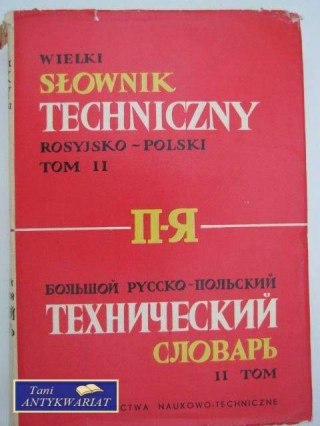 WIELKI
SŁOWNIK
TECHNICZNY
ROSYJSKO-POLSKI
TOM II
П-Я
БОЛЬШОЙ РУССКО-ПОЛЬСКИЙ
ТЕХНИЧЕСКИЙ
СЛОВАРЬ
II ТОМ
NAUKOWO-TECHNICZNE
Tani
ANTYKWARIAT